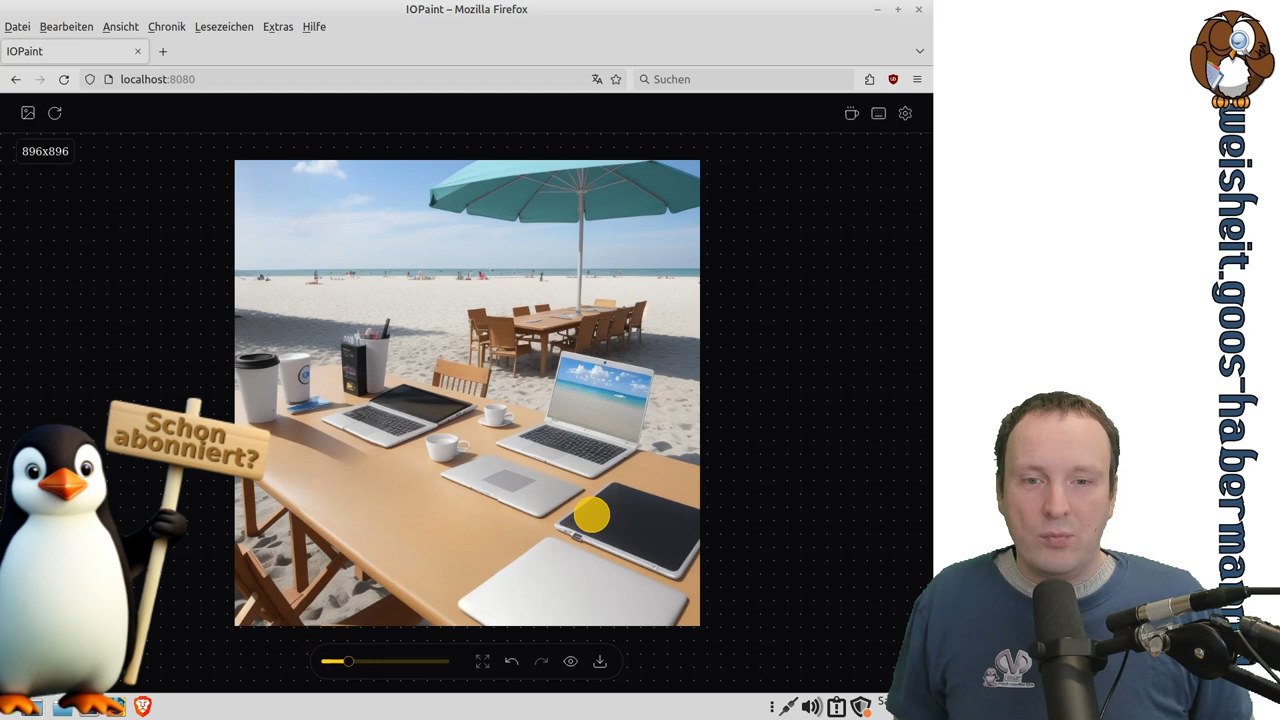 IOPaint – Mozilla Firefox
Datei Bearbeiten Ansicht Chronik Lesezeichen Extras Hilfe
IOPaint
localhost:8080
Suchen
896x896
Schon
abonniert?
weisheit.goos-habermann